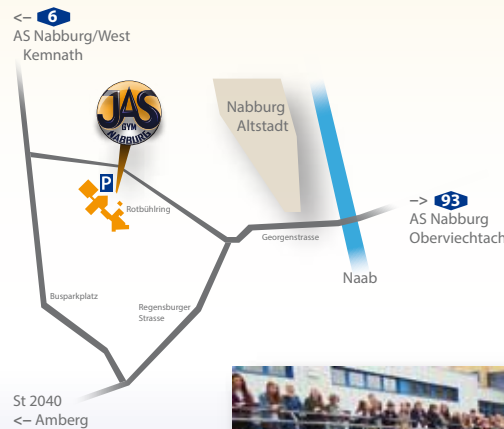 <– 6
AS Nabburg/West
Kemnath
JAS
GYM
NABBURG
Nabburg
Altstadt
P
Rotbühlring
–> 93
AS Nabburg
Oberviechtach
Georgenstrasse
Naab
Busparkplatz
Regensburger
Strasse
St 2040
<– Amberg